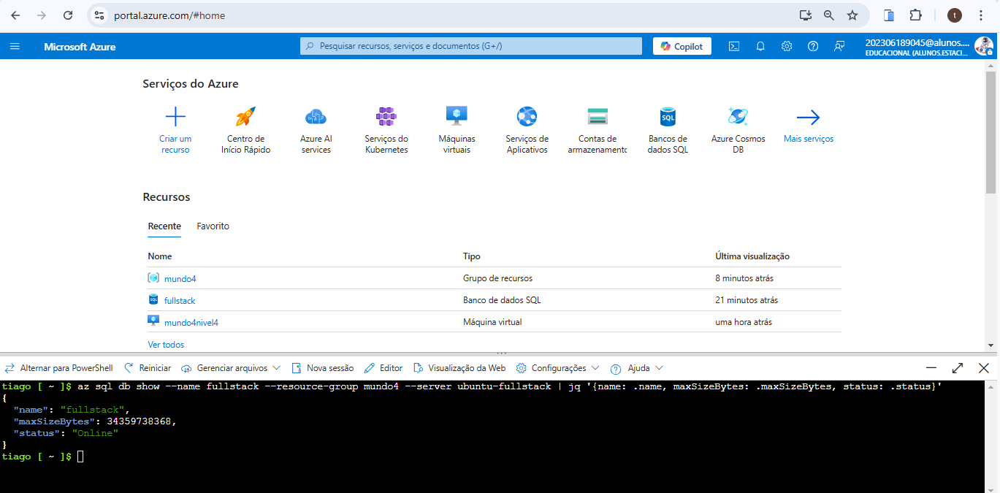 portal.azure.com/#home
t
Microsoft Azure
Pesquisar recursos, serviços e documentos (G+/)
Copilot
202306189045@alunos....
EDUCACIONAL (ALUNOS.ESTACI...
Serviços do Azure
Criar um recurso
Centro de Início Rápido
Azure AI services
Serviços do Kubernetes
Máquinas virtuais
Serviços de Aplicativos
Contas de armazenamento
SQL
Bancos de dados SQL
Azure Cosmos DB
Mais serviços
Recursos
Recente Favorito
Nome Tipo Última visualização
mundo4 Grupo de recursos 8 minutos atrás
SQL fullstack Banco de dados SQL 21 minutos atrás
mundo4nivel4 Máquina virtual uma hora atrás
Ver todos
Alternar para PowerShell Reiniciar Gerenciar arquivos Nova sessão Editor Visualização da Web Configurações Ajuda
tiago [ ~ ]$ az sql db show --name fullstack --resource-group mundo4 --server ubuntu-fullstack | jq '{name: .name, maxSizeBytes: .maxSizeBytes, status: .status}'
{
"name": "fullstack",
"maxSizeBytes": 34359738368,
"status": "Online"
}
tiago [ ~ ]$